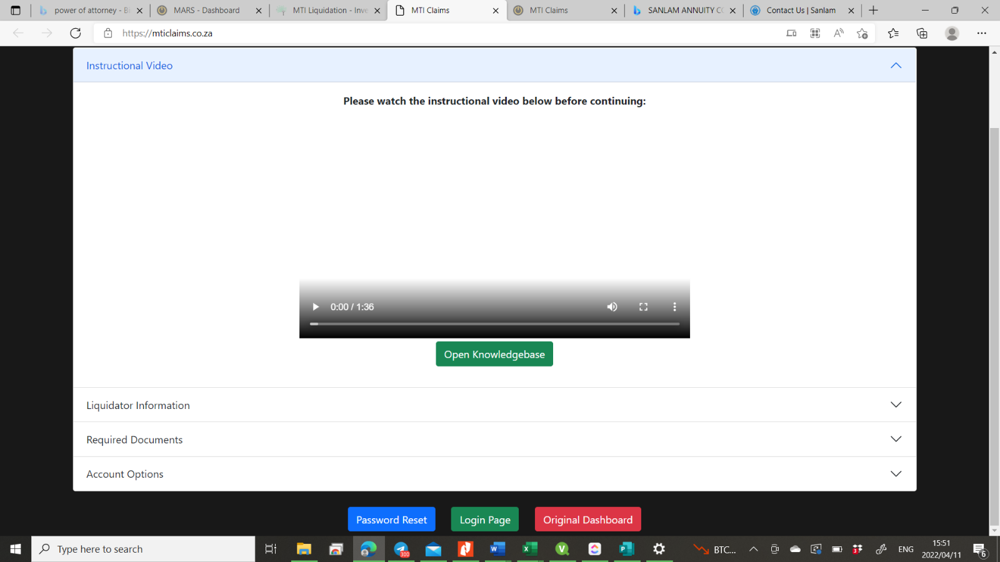 power of attorney - Bi
MARS - Dashboard
MTI Liquidation - Inve
MTI Claims
MTI Claims
SANLAM ANNUITY CO
Contact Us | Sanlam
https://mticlaims.co.za
Instructional Video
Please watch the instructional video below before continuing:
0:00 / 1:36
Open Knowledgebase
Liquidator Information
Required Documents
Account Options
Password Reset
Login Page
Original Dashboard
Type here to search
300
BTC...
3
ENG
15:51
2022/04/11
6